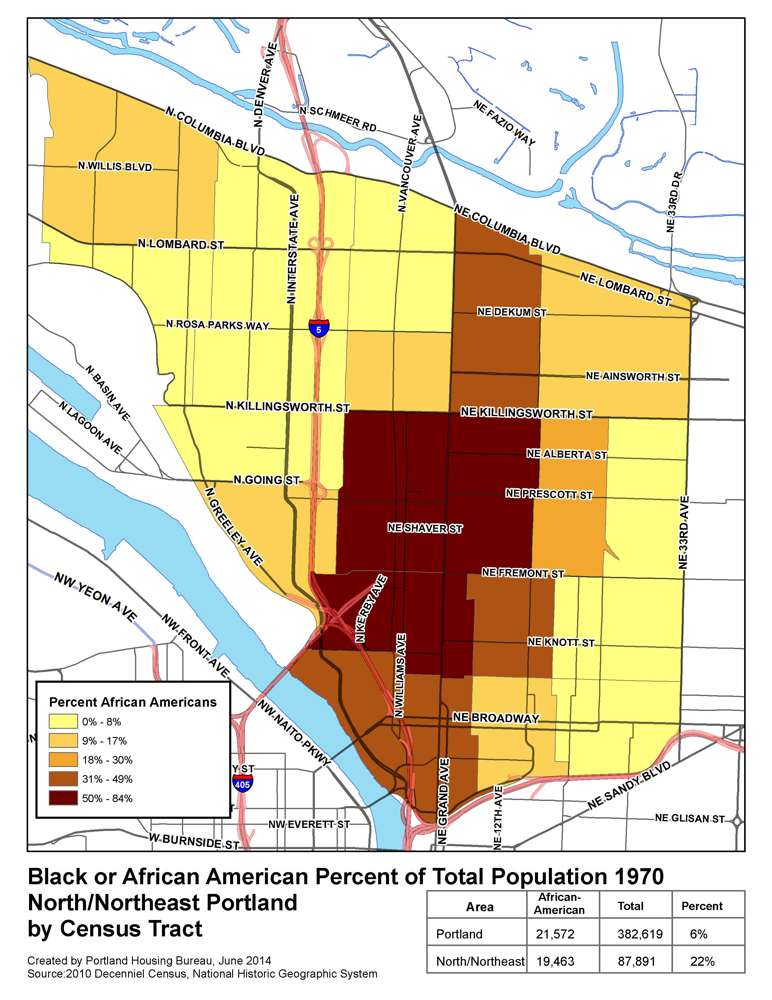 N DENVER AVE
N SCHMEER RD
NE FAZIO WAY
N COLUMBIA BLVD
N VANCOUVER AVE
N WILLIS BLVD
NE 33RD DR
N INTERSTATE AVE
NE COLUMBIA BLVD
N LOMBARD ST
NE LOMBARD ST
NE DEKUM ST
N ROSA PARKS WAY
5
N BASIN AVE
NE AINSWORTH ST
N LAGOON AVE
N KILLINGSWORTH ST
NE KILLINGSWORTH ST
NE ALBERTA ST
N GOING ST
NE PRESCOTT ST
N GREELEY AVE
NE SHAVER ST
NE 33RD AVE
NE FREMONT ST
NW YEON AVE
N KERBY AVE
NW FRONT AVE
NE KNOTT ST
N WILLIAMS AVE
NW NAITO PKWY
NE BROADWAY
Percent African Americans
0% - 8%
9% - 17%
18% - 30%
31% - 49%
50% - 84%
N
Y ST
405
T
NE GRAND AVE
NE 12TH AVE
NE SANDY BLVD
NE GLISAN ST
NW EVERETT ST
W BURNSIDE ST
Black or African American Percent of Total Population 1970
North/Northeast Portland
by Census Tract
Area African-American Total Percent
Portland 21,572 382,619 6%
North/Northeast 19,463 87,891 22%
Created by Portland Housing Bureau, June 2014
Source:2010 Decenniel Census, National Historic Geographic System